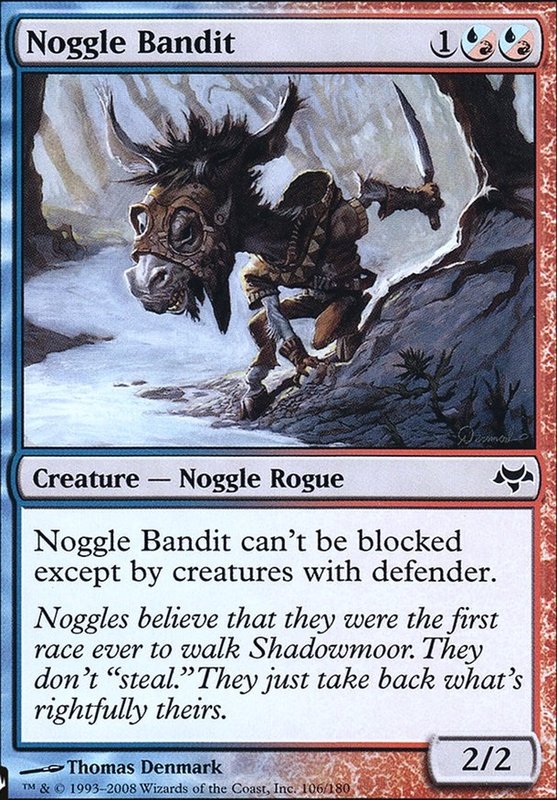 Noggle Bandit 1
Creature — Noggle Rogue
Noggle Bandit can't be blocked
except by creatures with defender.
Noggles believe that they were the first
race ever to walk Shadowmoor. They
don't “steal.” They just take back what's
rightfully theirs.
2/2
Thomas Denmark
™ & © 1993–2008 Wizards of the Coast, Inc. 106/180